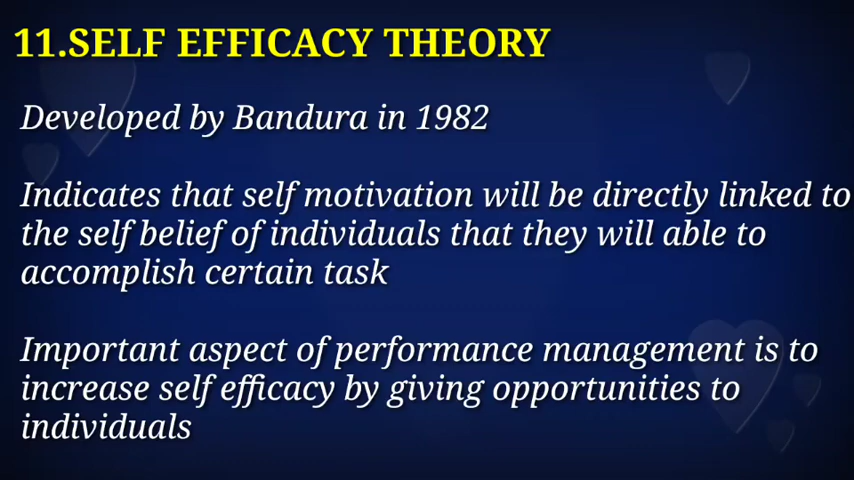 11.SELF EFFICACY THEORY
Developed by Bandura in 1982
Indicates that self motivation will be directly linked to
the self belief of individuals that they will able to
accomplish certain task
Important aspect of performance management is to
increase self efficacy by giving opportunities to
individuals